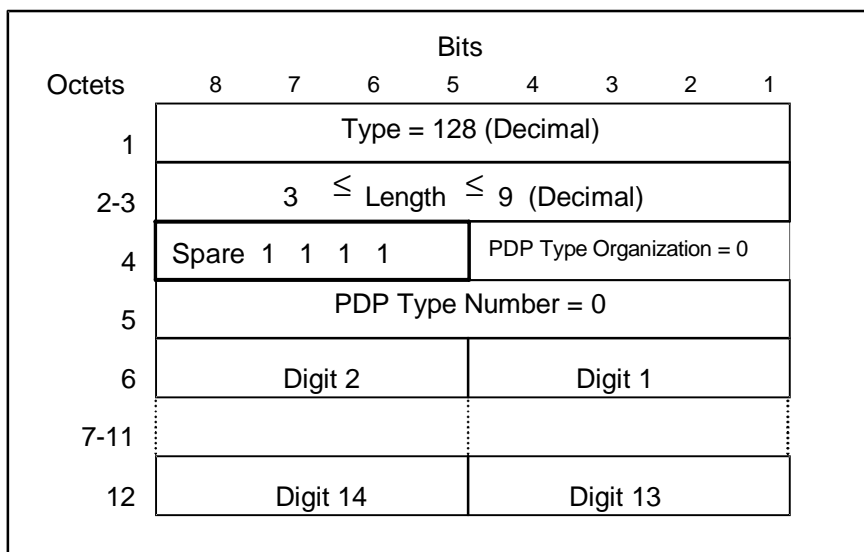 Bits
Octets 8 7 6 5 4 3 2 1
1 Type = 128 (Decimal)
2-3 3 ≤ Length ≤ 9 (Decimal)
4 Spare 1 1 1 1 PDP Type Organization = 0
5 PDP Type Number = 0
6 Digit 2 Digit 1
7-11
12 Digit 14 Digit 13